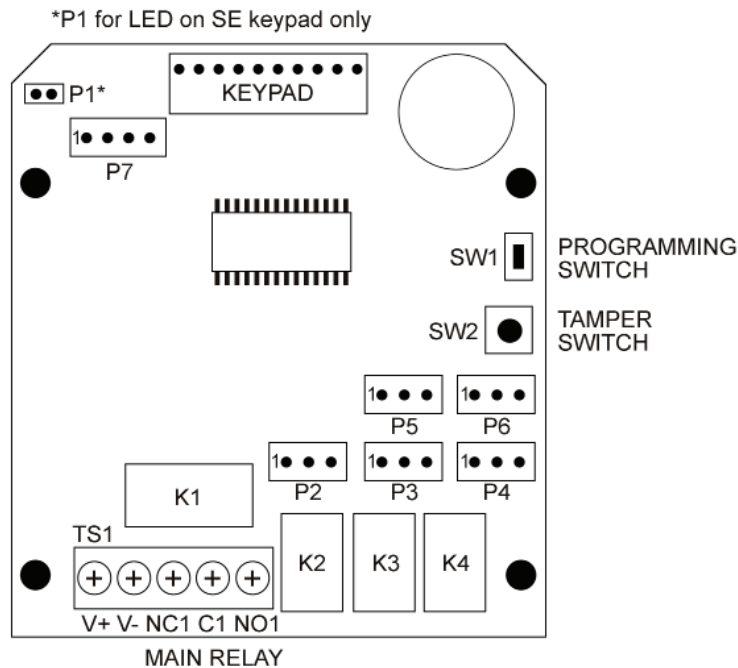 *P1 for LED on SE keypad only
P1*
KEYPAD
1
P7
SW1
PROGRAMMING
SWITCH
SW2
TAMPER
SWITCH
1
P5
1
P6
1
P2
1
P3
1
P4
K1
TS1
K2
K3
K4
V+ V- NC1 C1 NO1
MAIN RELAY